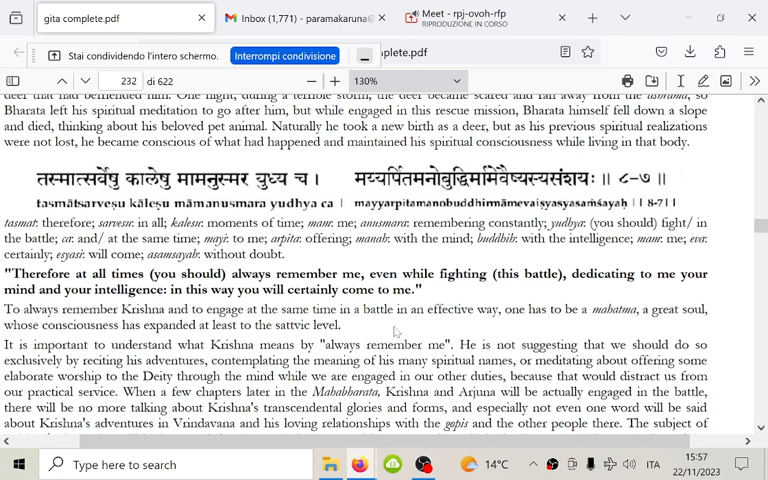 gita complete.pdf
Inbox (1,771) - paramakaruna@
Meet - rpj-ovoh-rfp
RIPRODUZIONE IN CORSO
Stai condividendo l'intero schermo.
Interrompi condivisione
plete.pdf
232 di 622
130%
deer that had befriended him. One night, during a terrible storm, the deer became scared and ran away from the ashrama, so
Bharata left his spiritual meditation to go after him, but while engaged in this rescue mission, Bharata himself fell down a slope
and died, thinking about his beloved pet animal. Naturally he took a new birth as a deer, but as his previous spiritual realizations
were not lost, he became conscious of what had happened and maintained his spiritual consciousness while living in that body.
तस्मात्सर्वेषु कालेषु मामनुस्मर युध्य च । मय्यर्पितमनोबुद्धिर्मामेवैष्यस्यसंशयः ॥ ८-७ ॥
tasmātsarveṣu kāleṣu māmanusmara yudhya ca | mayyarpitamanobuddhirmāmevaiṣyasyasaṁśayaḥ ||8-7||
tasmat: therefore; sarvesu: in all; kalesu: moments of time; mam: me; anusmara: remembering constantly; yudhya: (you should) fight/ in
the battle; ca: and/ at the same time; mayi: to me; arpita: offering; manah: with the mind; buddhih: with the intelligence; mam: me; eva:
certainly; esyasi: will come; asamsayah: without doubt.
"Therefore at all times (you should) always remember me, even while fighting (this battle), dedicating to me your
mind and your intelligence: in this way you will certainly come to me."
To always remember Krishna and to engage at the same time in a battle in an effective way, one has to be a mahatma, a great soul,
whose consciousness has expanded at least to the sattvic level.
It is important to understand what Krishna means by "always remember me". He is not suggesting that we should do so
exclusively by reciting his adventures, contemplating the meaning of his many spiritual names, or meditating about offering some
elaborate worship to the Deity through the mind while we are engaged in our other duties, because that would distract us from
our practical service. When a few chapters later in the Mahabharata, Krishna and Arjuna will be actually engaged in the battle,
there will be no more talking about Krishna's transcendental glories and forms, and especially not even one word will be said
about Krishna's adventures in Vrindavana and his loving relationships with the gopis and the other people there. The subject of
Type here to search
14°C
ITA
15:57
22/11/2023